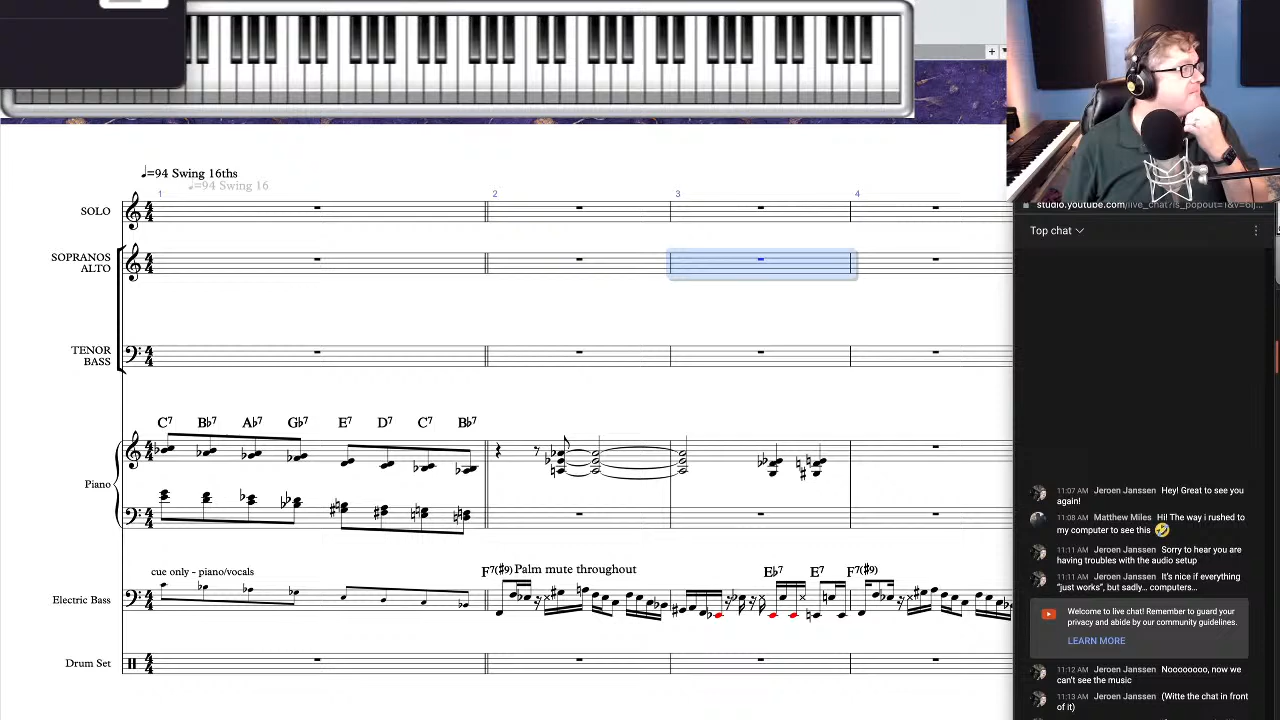 ♩=94 Swing 16ths
♩=94 Swing 16
1 2 3 4
SOLO
SOPRANOS
ALTO
TENOR
BASS
C7 B♭7 A♭7 G♭7 E7 D7 C7 B♭7
Piano
cue only - piano/vocals
F7(♯9) Palm mute throughout E♭7 E7 F7(♯9)
Electric Bass
Drum Set
studio.youtube.com/live_chat?is_popout=1&v=
Top chat
11:07 AM Jeroen Janssen Hey! Great to see you
again!
11:08 AM Matthew Miles Hi! The way i rushed to
my computer to see this 🤣
11:11 AM Jeroen Janssen Sorry to hear you are
having troubles with the audio setup
11:11 AM Jeroen Janssen It's nice if everything
"just works", but sadly... computers...
Welcome to live chat! Remember to guard your
privacy and abide by our community guidelines.
LEARN MORE
11:12 AM Jeroen Janssen Noooooooo, now we
can't see the music
11:13 AM Jeroen Janssen (Witte the chat in front
of it)